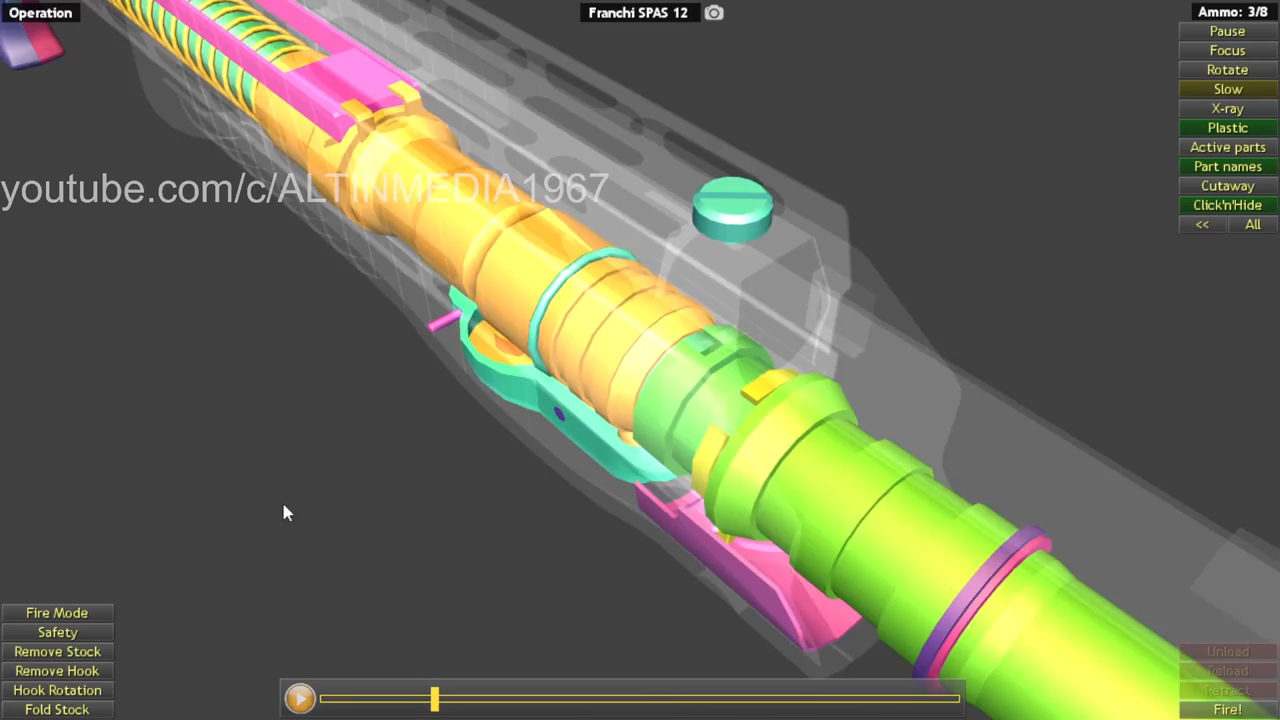 Operation
Franchi SPAS 12
Ammo: 3/8
Pause
Focus
Rotate
Slow
X-ray
Plastic
Active parts
Part names
Cutaway
Click'n'Hide
<< All
youtube.com/c/ALTINMEDIA1967
Fire Mode
Safety
Remove Stock
Remove Hook
Hook Rotation
Fold Stock
Unload
Reload
Retract
Fire!